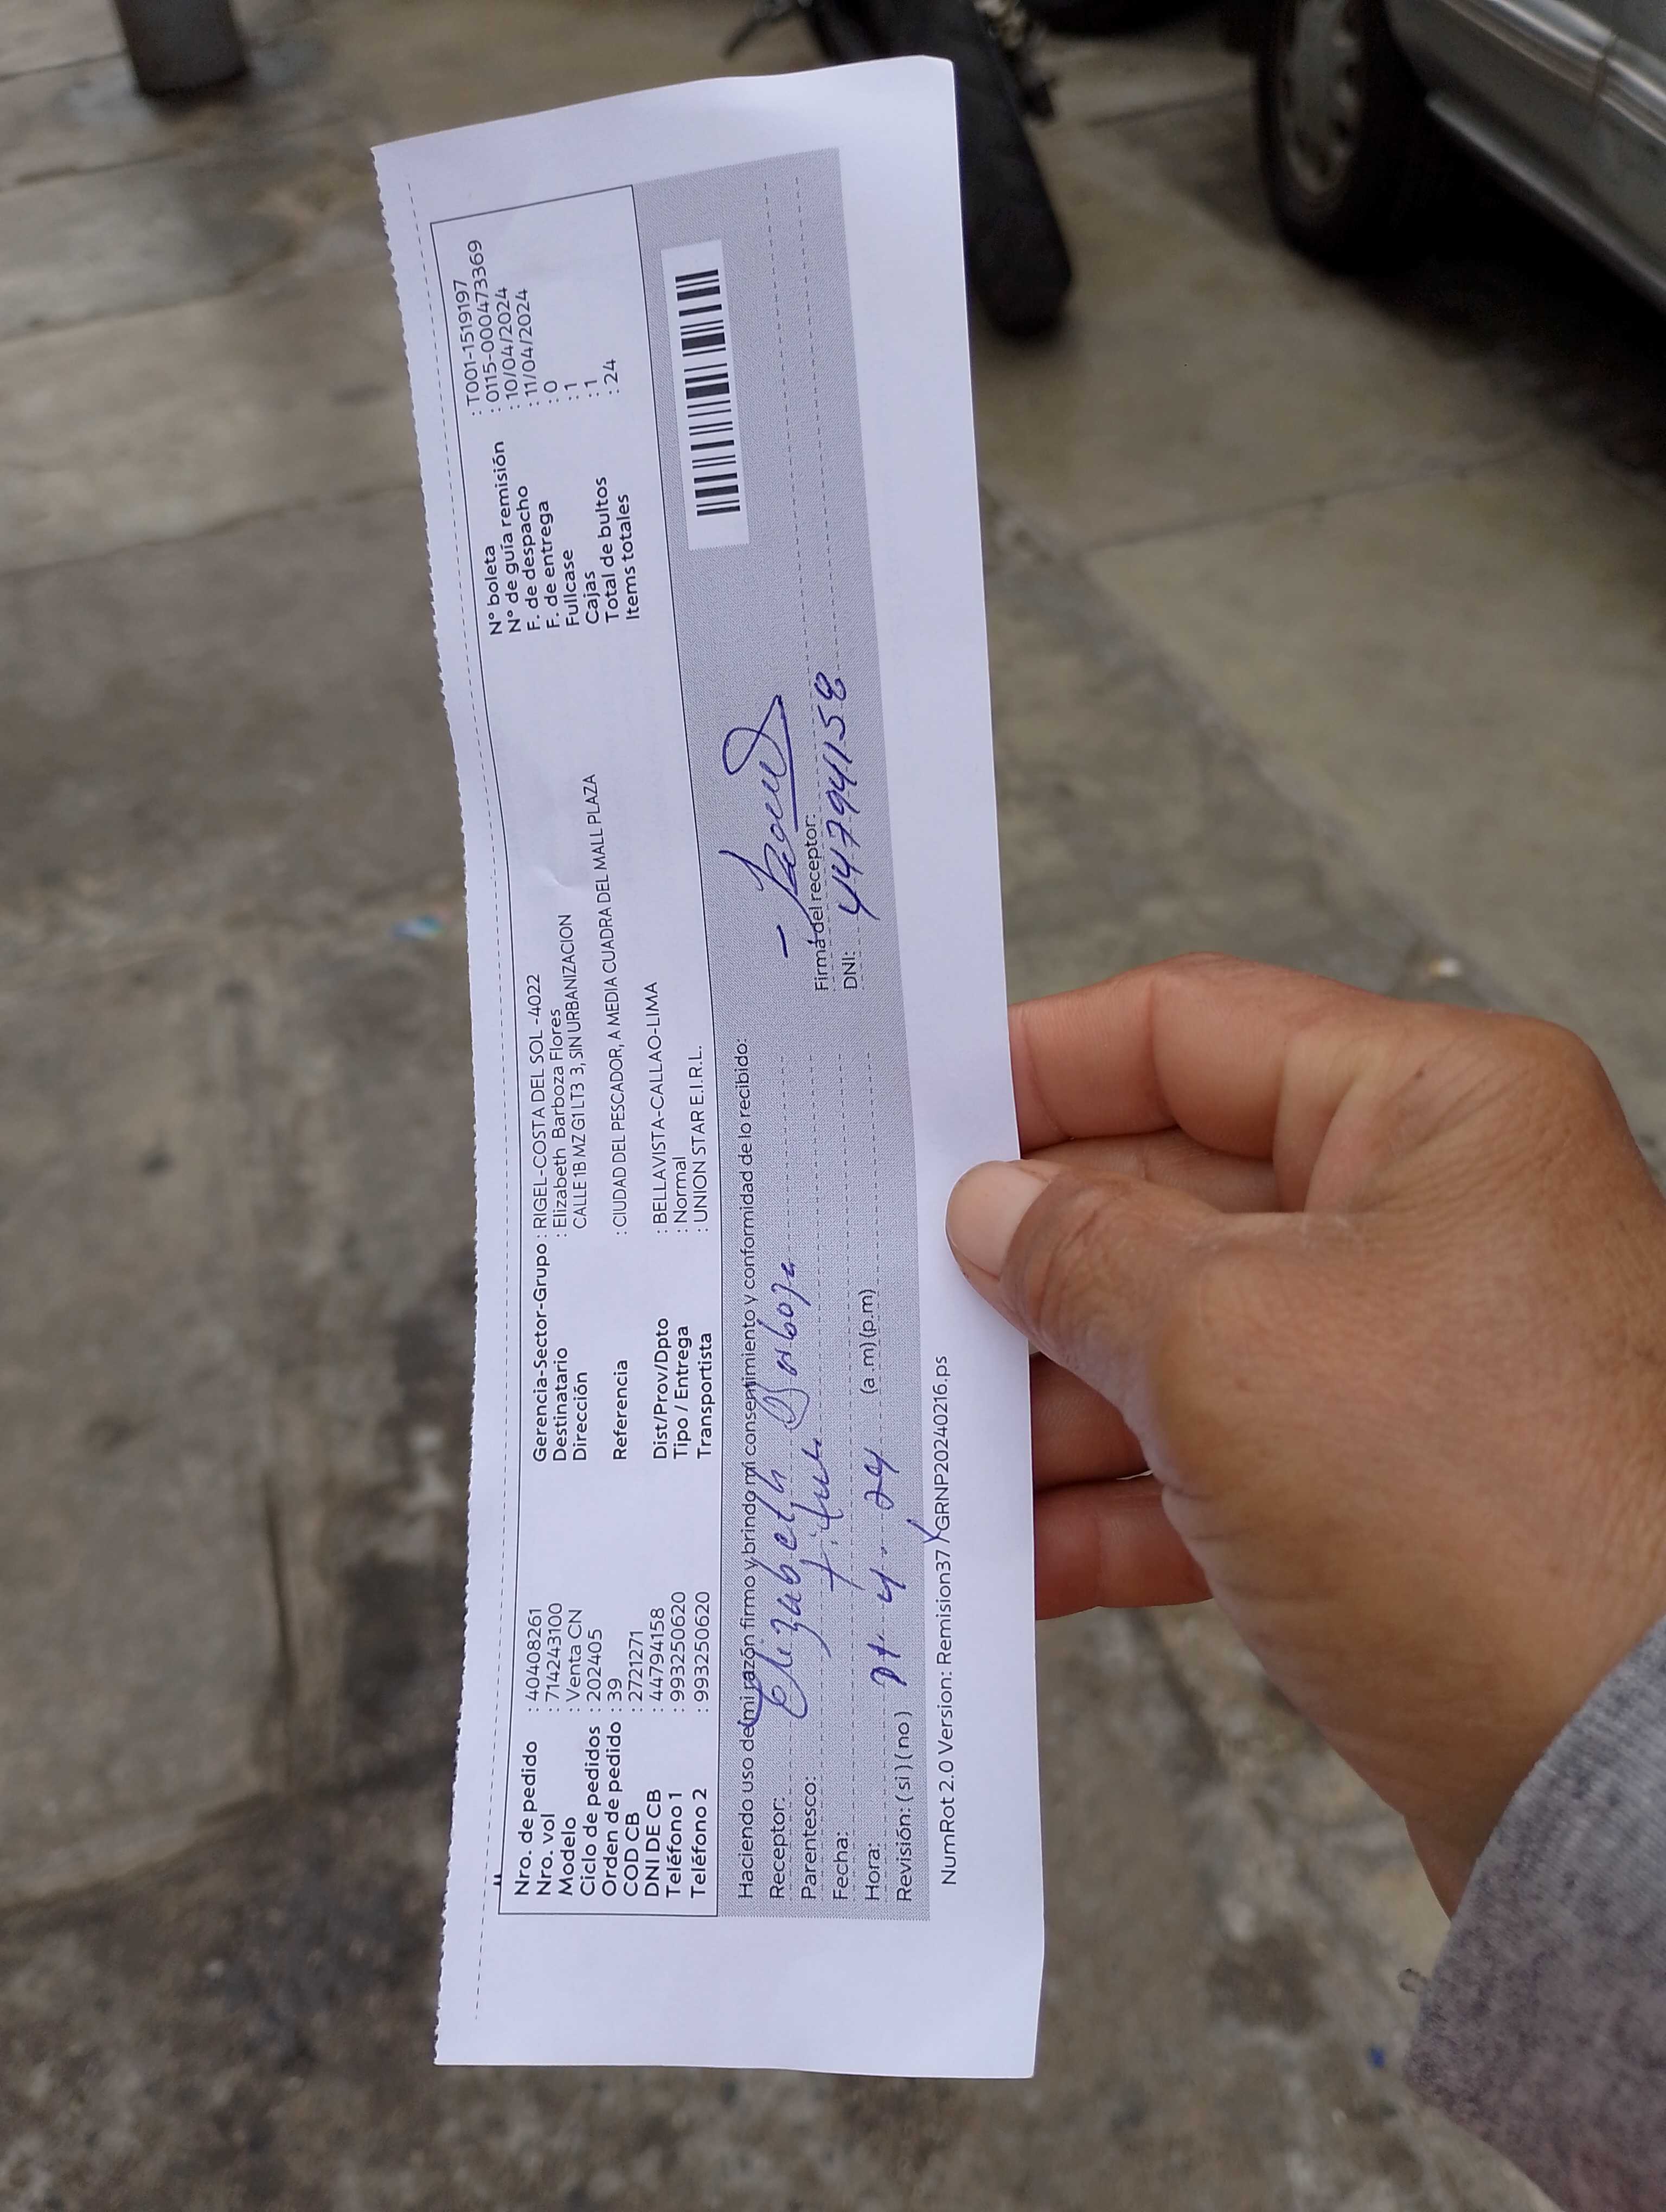 Nro. de pedido : 40408261
Nro. vol : 714243100
Modelo : Venta CN
Ciclo de pedidos : 202405
Orden de pedido : 39
COD CB : 2721271
DNI DE CB : 44794158
Teléfono 1 : 993250620
Teléfono 2 : 993250620
Gerencia-Sector-Grupo : RIGEL-COSTA DEL SOL -4022
Destinatario : Elizabeth Barboza Flores
Dirección CALLE 1B MZ G1 LT3 3, SIN URBANIZACION
Referencia : CIUDAD DEL PESCADOR, A MEDIA CUADRA DEL MALL PLAZA
Dist/Prov/Dpto : BELLAVISTA-CALLAO-LIMA
Tipo / Entrega : Normal
Transportista : UNION STAR E.I.R.L.
N° boleta : T001-1519197
N° de guía remisión : 0115-0000473369
F. de despacho : 10/04/2024
F. de entrega : 11/04/2024
Fullcase : 0
Cajas : 1
Total de bultos : 1
Items totales : 24
Haciendo uso de mi razón firmo y brindo mi consentimiento y conformidad de lo recibido:
Receptor: Elizabeth Barboza
Parentesco:
Fecha:
Hora: (a .m) (p.m)
Revisión: ( si ) ( no )
Firma del receptor:
DNI: 44794158
NumRot 2.0 Version: Remision37 GRNP20240216.ps